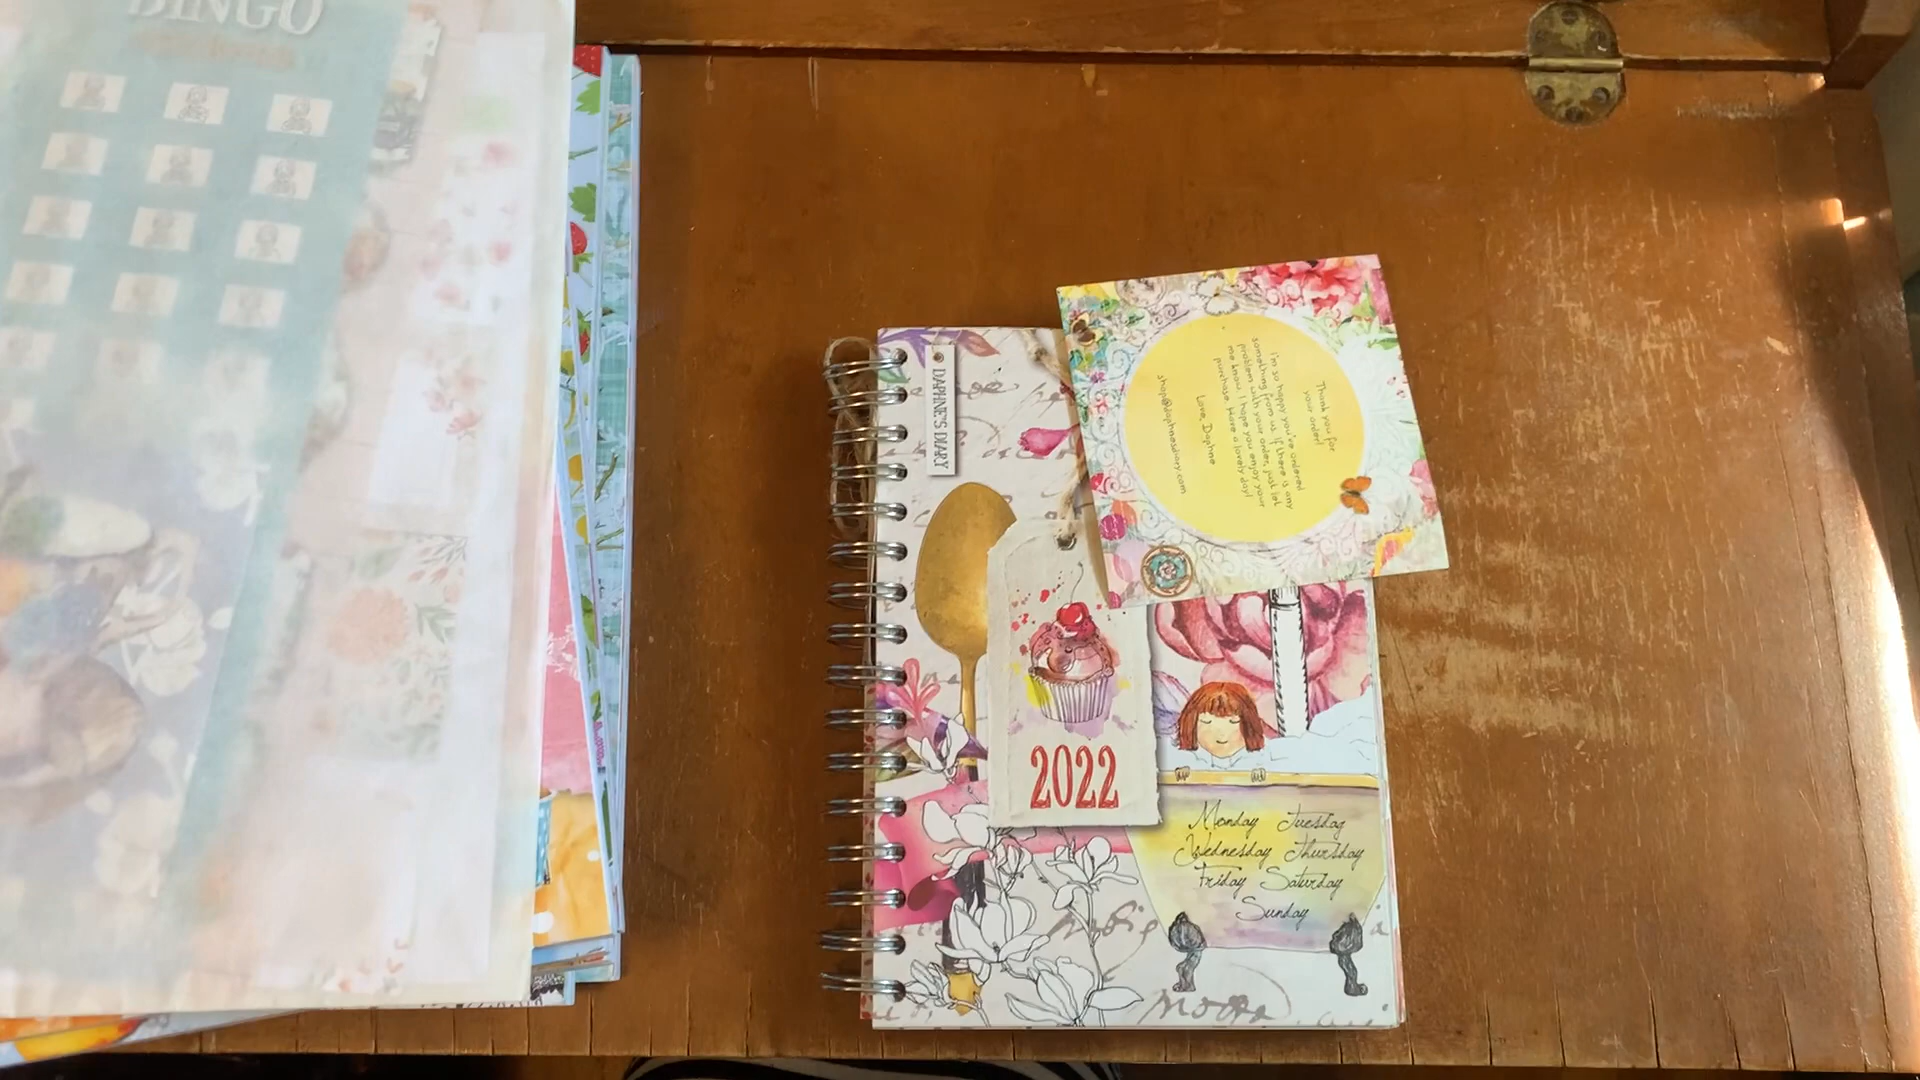 BINGO
DAPHNE'S DIARY
Thank you for
your order!
I'm so happy you've ordered
something from us. If there is any
problem with your order, just let
me know. I hope you enjoy your
purchase. Have a lovely day!
Love, Daphne
shop@daphnesdiary.com
2022
Monday Tuesday
Wednesday Thursday
Friday Saturday
Sunday